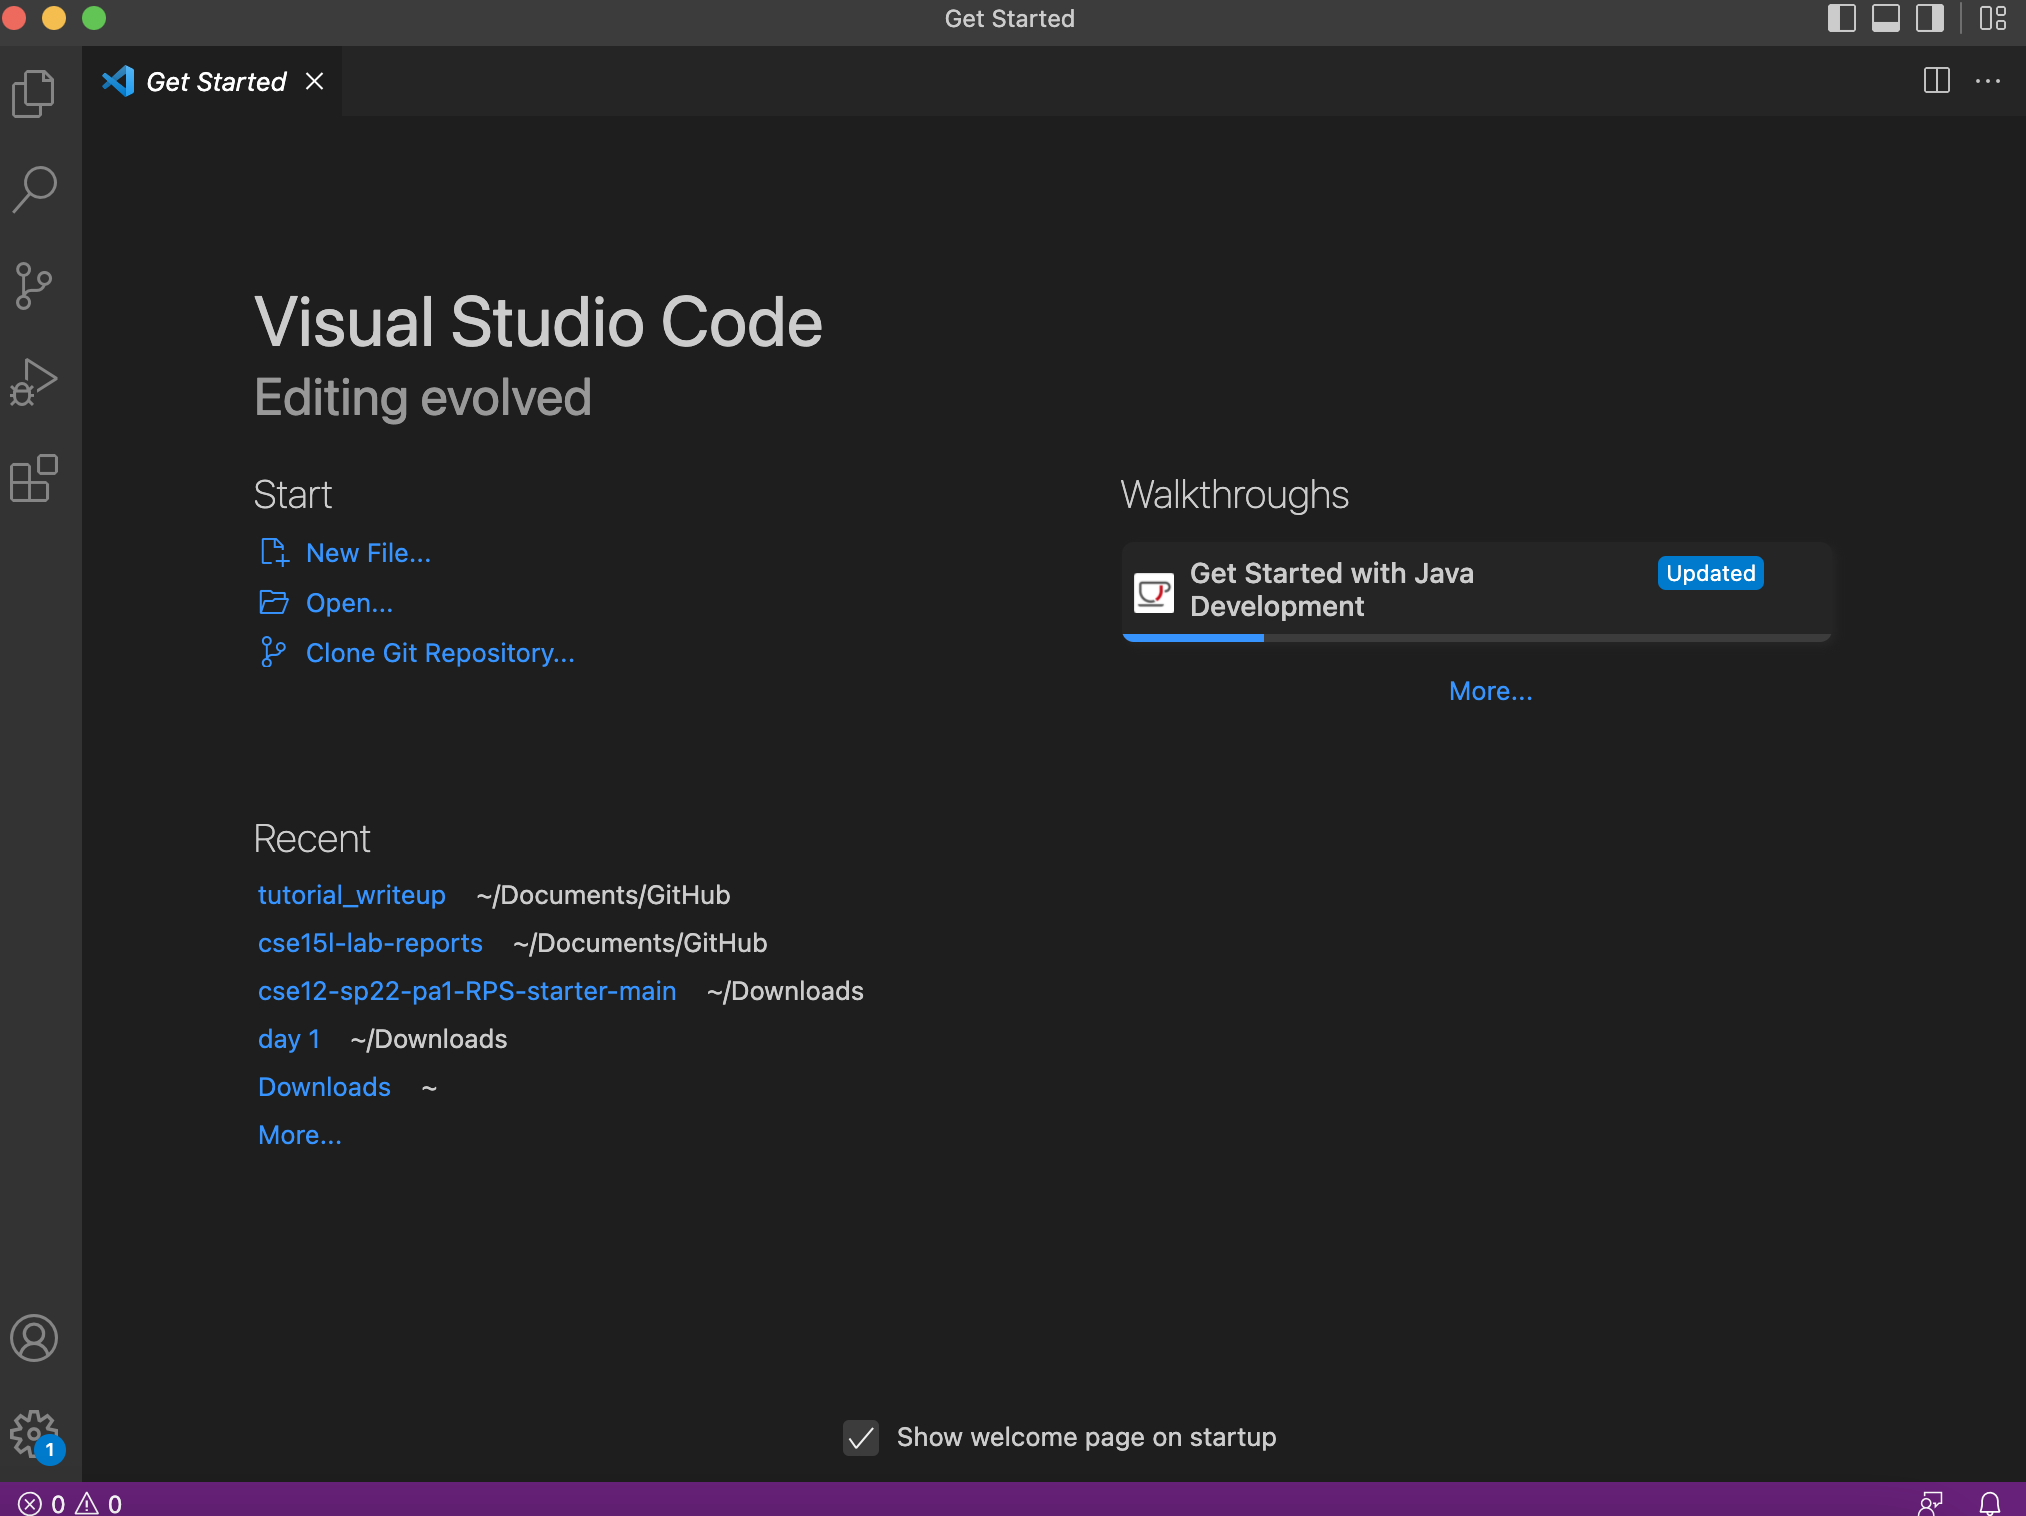 Get Started
Get Started
Visual Studio Code
Editing evolved
Start
New File...
Open...
Clone Git Repository...
Walkthroughs
Get Started with Java
Development
Updated
More...
Recent
tutorial_writeup ~/Documents/GitHub
cse15l-lab-reports ~/Documents/GitHub
cse12-sp22-pa1-RPS-starter-main ~/Downloads
day 1 ~/Downloads
Downloads ~
More...
Show welcome page on startup
1
0 0